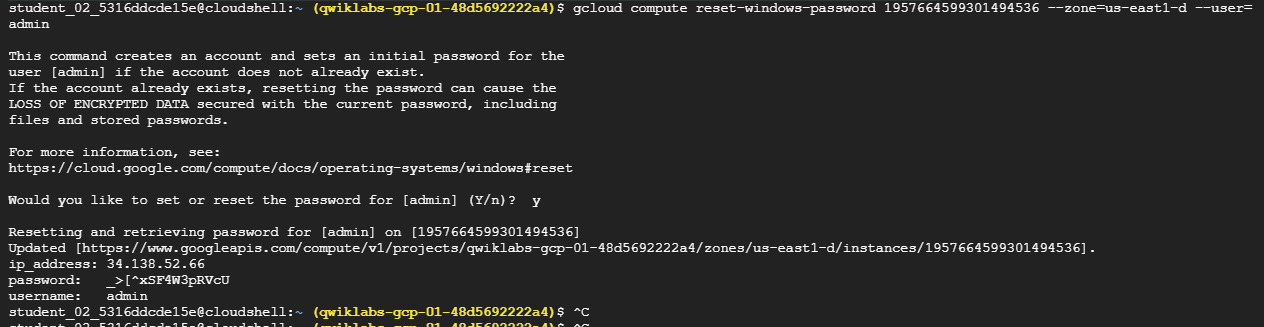 student_02_5316ddcde15e@cloudshell:~ (qwiklabs-gcp-01-48d5692222a4)$ gcloud compute reset-windows-password 1957664599301494536 --zone=us-east1-d --user=
admin
This command creates an account and sets an initial password for the
user [admin] if the account does not already exist.
If the account already exists, resetting the password can cause the
LOSS OF ENCRYPTED DATA secured with the current password, including
files and stored passwords.
For more information, see:
https://cloud.google.com/compute/docs/operating-systems/windows#reset
Would you like to set or reset the password for [admin] (Y/n)?  y
Resetting and retrieving password for [admin] on [1957664599301494536]
Updated [https://www.googleapis.com/compute/v1/projects/qwiklabs-gcp-01-48d5692222a4/zones/us-east1-d/instances/1957664599301494536].
ip_address: 34.138.52.66
password:   _>[^xSF4W3pRVcU
username:   admin
student_02_5316ddcde15e@cloudshell:~ (qwiklabs-gcp-01-48d5692222a4)$ ^C
student_02_5316ddcde15e@cloudshell:~ (qwiklabs-gcp-01-48d5692222a4)$ ^C